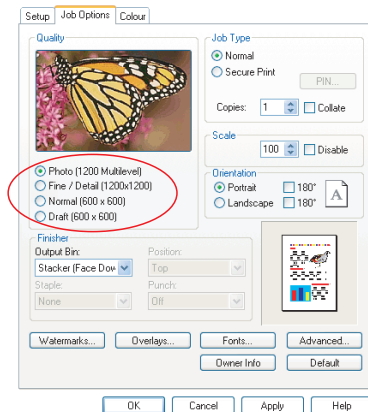 Setup Job Options Colour
Quality
Photo (1200 Multilevel)
Fine / Detail (1200x1200)
Normal (600 x 600)
Draft (600 x 600)
Job Type
Normal
Secure Print
PIN...
Copies: 1 Collate
Scale
100 Disable
Orientation
Portrait 180°
Landscape 180°
A
Finisher
Output Bin: Position:
Stacker (Face Dow Top
Staple: Punch:
None Off
Watermarks... Overlays... Fonts... Advanced...
Owner Info Default
OK Cancel Apply Help